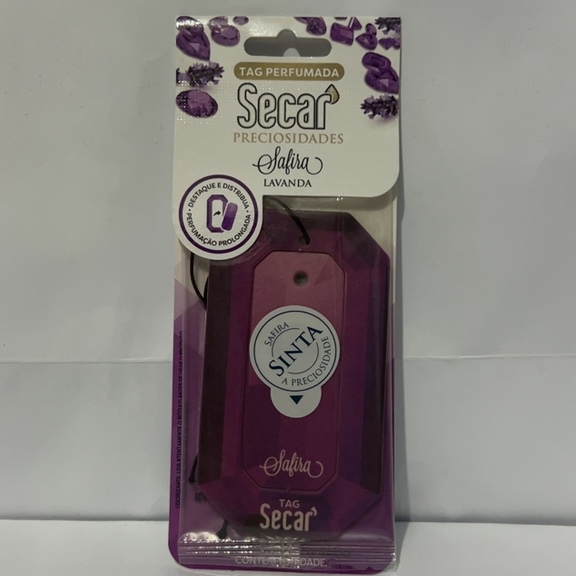 TAG PERFUMADA
Secar
PRECIOSIDADES
Safira
LAVANDA
DESTAQUE E DISTRIBUA
• PERFUMAÇÃO PROLONGADA •
SAFIRA
SINTA
A PRECIOSIDADE
Safira
TAG
Secar